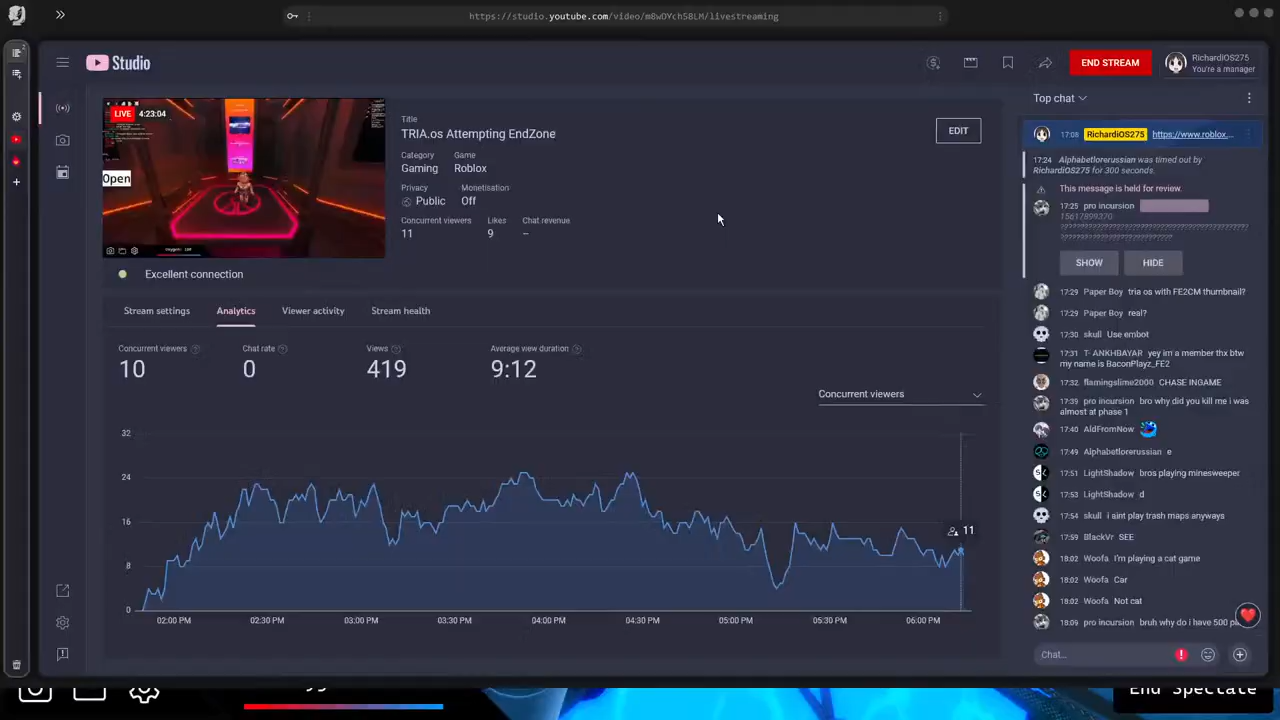 https://studio.youtube.com/video/m8wDYchS8LM/livestreaming
Studio
END STREAM
RichardiOS275
You're a manager
LIVE 4:23:04
Open
Title
TRIA.os Attempting EndZone
EDIT
Category Game
Gaming Roblox
Privacy Monetisation
Public Off
Concurrent viewers Likes Chat revenue
11 9 --
Excellent connection
Stream settings Analytics Viewer activity Stream health
Concurrent viewers Chat rate Views Average view duration
10 0 419 9:12
Concurrent viewers
32
24
16
8
0
11
02:00 PM 02:30 PM 03:00 PM 03:30 PM 04:00 PM 04:30 PM 05:00 PM 05:30 PM 06:00 PM
Top chat
17:08 RichardiOS275 https://www.roblox....
17:24 Alphabetlorerussian was timed out by
RichardiOS275 for 300 seconds.
This message is held for review.
17:25 pro incursion
15617899370
SHOW HIDE
17:29 Paper Boy tria os with FE2CM thumbnail?
17:29 Paper Boy real?
17:30 skull Use embot
17:31 T- ANKHBAYAR yey im a member thx btw
my name is BaconPlayz_FE2
17:32 flamingslime2000 CHASE INGAME
17:39 pro incursion bro why did you kill me i was
almost at phase 1
17:40 AldFromNow
17:49 Alphabetlorerussian e
17:51 LightShadow bros playing minesweeper
17:53 LightShadow d
17:54 skull i aint play trash maps anyways
17:59 BlackVr SEE
18:02 Woofa I'm playing a cat game
18:02 Woofa Car
18:02 Woofa Not cat
18:09 pro incursion bruh why do i have 500
Chat...
End Spectate